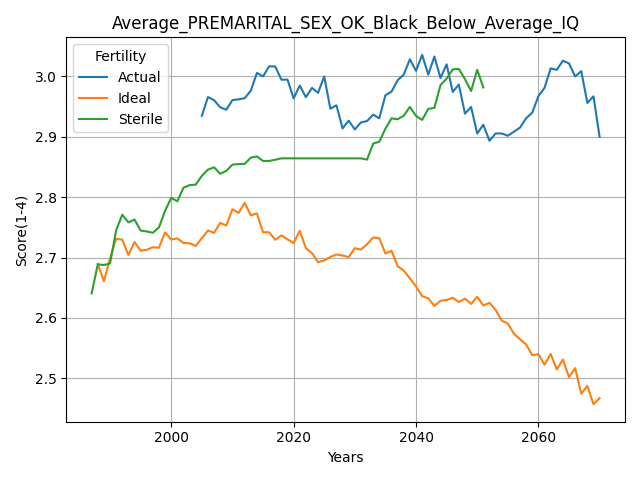 Average_PREMARITAL_SEX_OK_Black_Below_Average_IQ
Fertility
Actual
Ideal
Sterile
Score(1-4)
3.0
2.9
2.8
2.7
2.6
2.5
2000 2020 2040 2060
Years